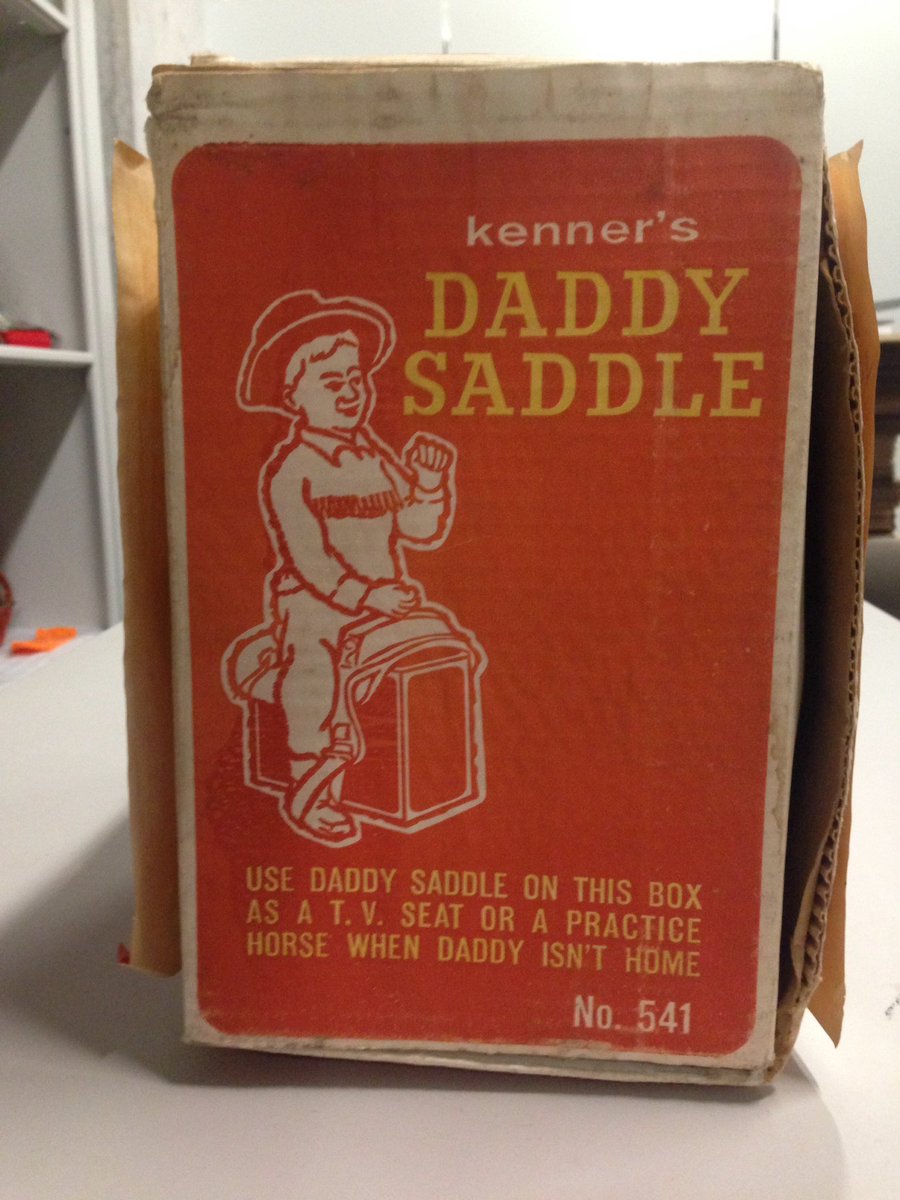 kenner's
DADDY
SADDLE
USE DADDY SADDLE ON THIS BOX
AS A T. V. SEAT OR A PRACTICE
HORSE WHEN DADDY ISN'T HOME
No. 541